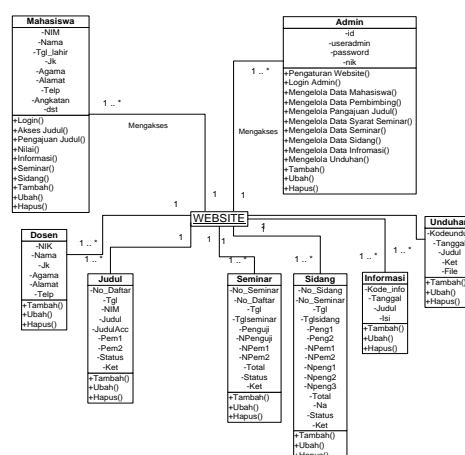 Mahasiswa
-NIM
-Nama
-Tgl_lahir
-Jk
-Agama
-Alamat
-Telp
-Angkatan
-dst
+Login()
+Akses Judul()
+Pengajuan Judul()
+Nilai()
+Informasi()
+Seminar()
+Sidang()
+Tambah()
+Ubah()
+Hapus()
Admin
-id
-useradmin
-password
-nik
+Pengaturan Website()
+Login Admin()
+Mengelola Data Mahasiswa()
+Mengelola Data Pembimbing()
+Mengelola Pangajuan Judul()
+Mengelola Data Syarat Seminar()
+Mengelola Data Seminar()
+Mengelola Data Sidang()
+Mengelola Data Infromasi()
+Mengelola Unduhan()
+Tambah()
+Ubah()
+Hapus()
1 .. *
Mengakses
1
1 .. *
Mengakses
1
WEBSITE
1
1
1
1
1
Dosen
-NIK
-Nama
-Jk
-Agama
-Alamat
-Telp
+Tambah()
+Ubah()
+Hapus()
1 .. *
Judul
-No_Daftar
-Tgl
-NIM
-Judul
-JudulAcc
-Pem1
-Pem2
-Status
-Ket
+Tambah()
+Ubah()
+Hapus()
1 .. *
Seminar
-No_Seminar
-No_Daftar
-Tgl
-Tglseminar
-Penguji
-NPenguji
-NPem1
-NPem2
-Total
-Status
-Ket
+Tambah()
+Ubah()
+Hapus()
1 .. *
Sidang
-No_Sidang
-No_Seminar
-Tgl
-Tglsidang
-Peng1
-Peng2
-NPem1
-NPem2
-Npeng1
-Npeng2
-Npeng3
-Total
-Na
-Status
-Ket
+Tambah()
+Ubah()
+Hapus()
1 .. *
Informasi
-Kode_info
-Tanggal
-Judul
-Isi
+Tambah()
+Ubah()
+Hapus()
1 .. *
Unduhan
-Kodeundu
-Tanggal
-Judul
-Ket
-File
+Tambah()
+Ubah()
+Hapus()
1 .. *